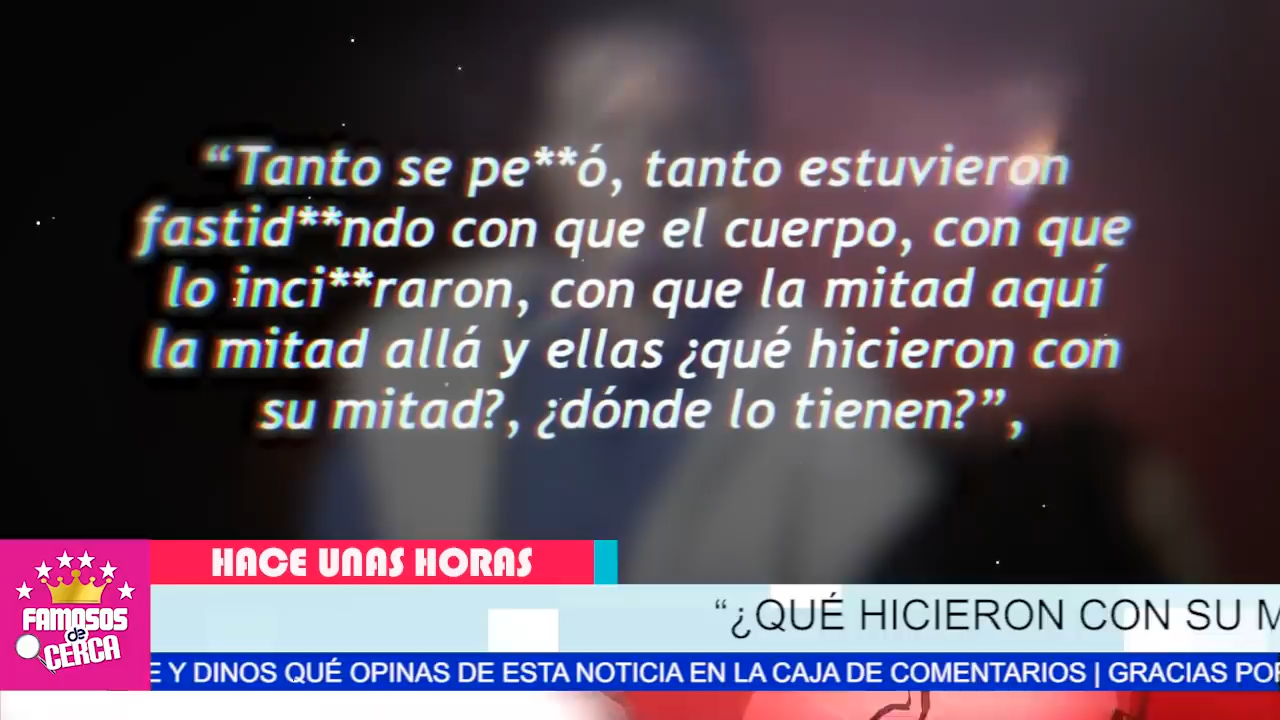 “Tanto se pe**ó, tanto estuvieron
fastid**ndo con que el cuerpo, con que
lo inci**raron, con que la mitad aquí
la mitad allá y ellas ¿qué hicieron con
su mitad?, ¿dónde lo tienen?”,
HACE UNAS HORAS
FAMOSOS
de
CERCA
“¿QUÉ HICIERON CON SU M
E Y DINOS QUÉ OPINAS DE ESTA NOTICIA EN LA CAJA DE COMENTARIOS | GRACIAS POR